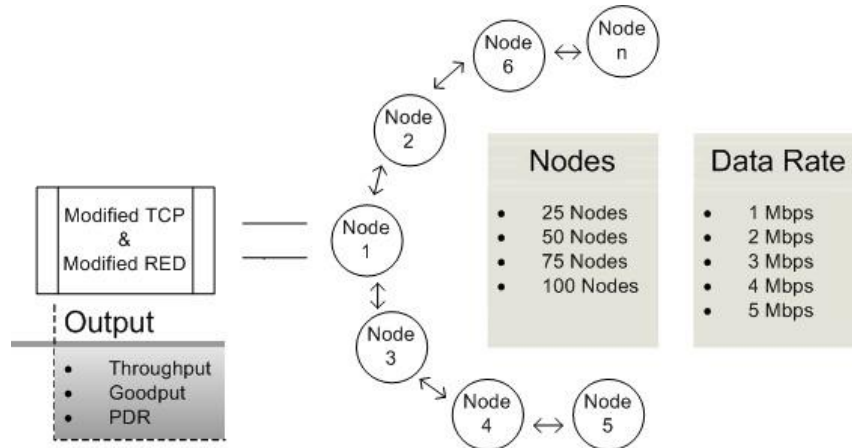 Node
6
Node
n
Node
2
Node
1
Node
3
Node
4
Node
5
Modified TCP
&
Modified RED
Output
• Throughput
• Goodput
• PDR
Nodes
• 25 Nodes
• 50 Nodes
• 75 Nodes
• 100 Nodes
Data Rate
• 1 Mbps
• 2 Mbps
• 3 Mbps
• 4 Mbps
• 5 Mbps